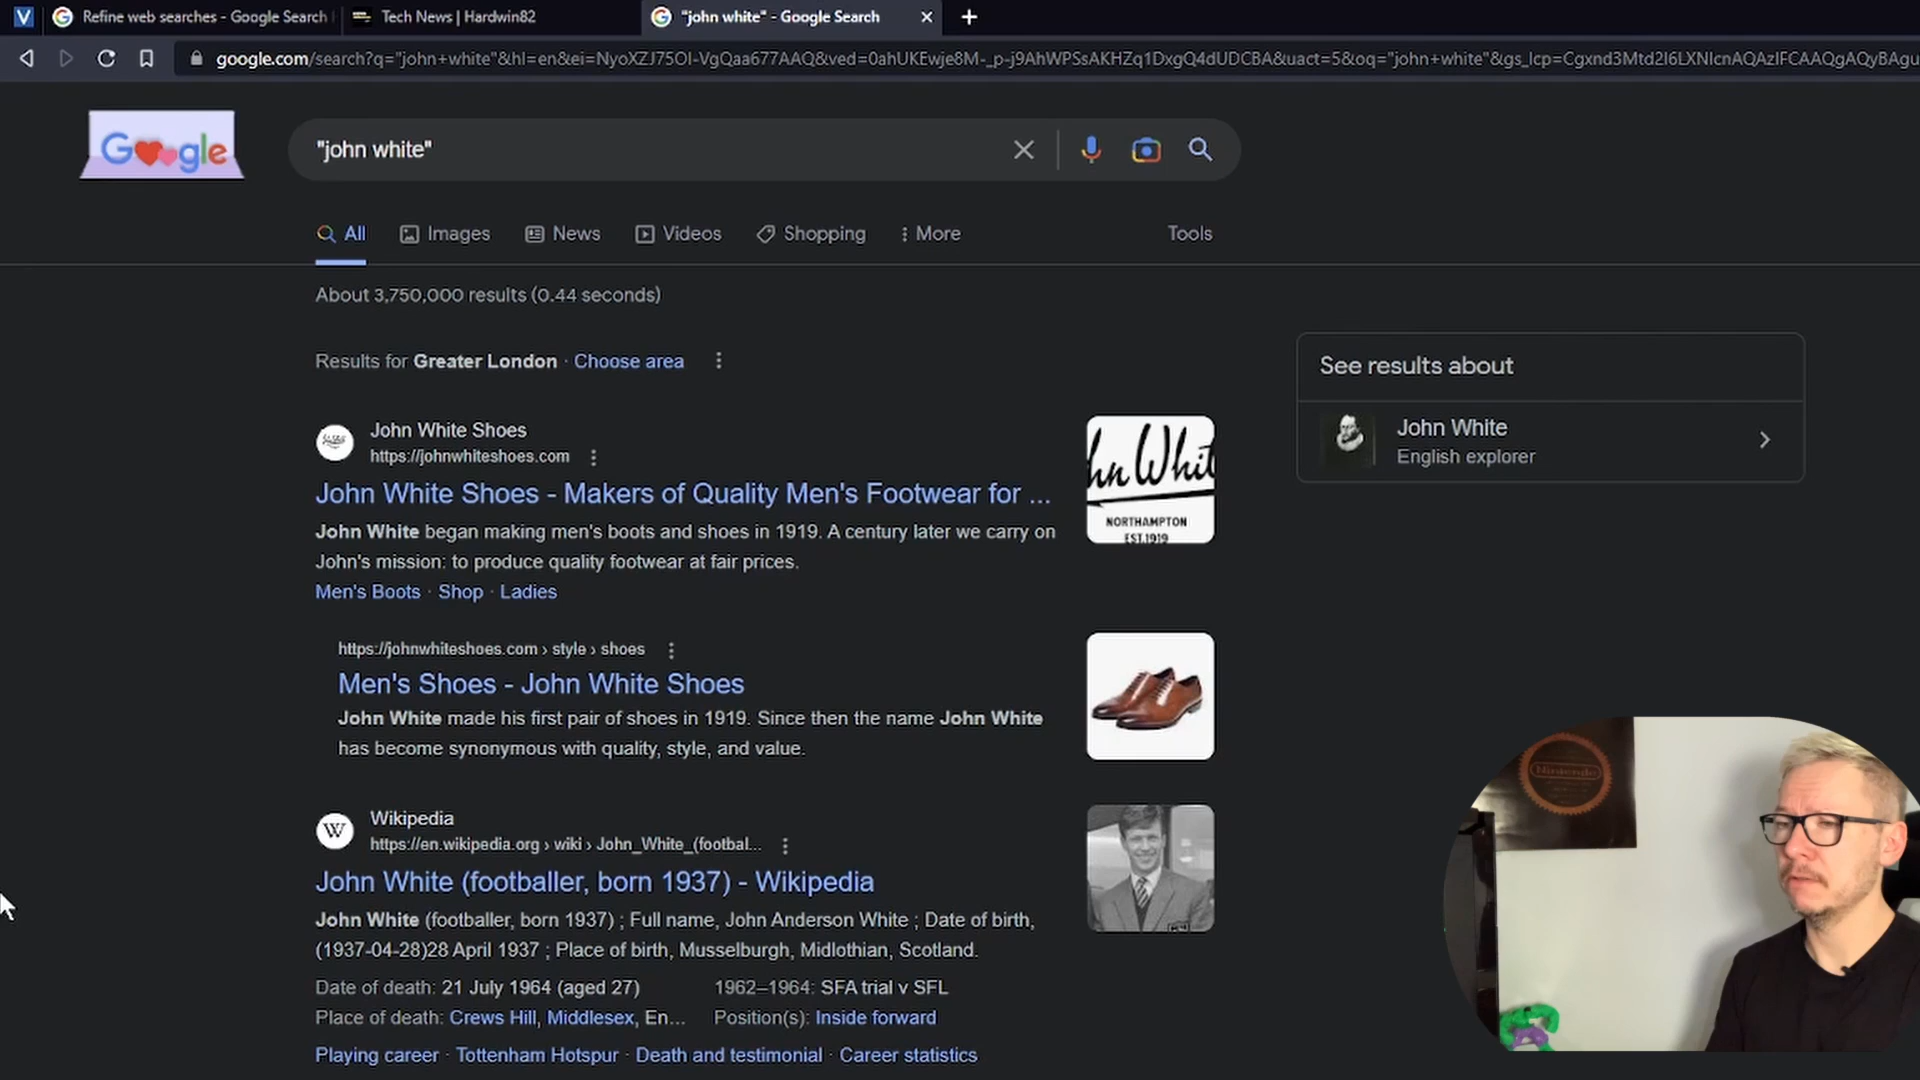 Refine web searches - Google Search
Tech News | Hardwin82
"john white" - Google Search
google.com/search?q="john+white"&hl=en&ei=NyoXZJ75OI-VgQaa677AAQ&ved=0ahUKEwje8M-_p-j9AhWPSsAKHZq1DxgQ4dUDCBA&uact=5&oq="john+white"&gs_lcp=Cgxnd3Mtd2l6LXNlcnAQAzIFCAAQgAQyBAgu
Google
"john white"
All
Images
News
Videos
Shopping
More
Tools
About 3,750,000 results (0.44 seconds)
Results for Greater London · Choose area
John White Shoes
https://johnwhiteshoes.com
John White Shoes - Makers of Quality Men's Footwear for ...
John White began making men's boots and shoes in 1919. A century later we carry on
John's mission: to produce quality footwear at fair prices.
Men's Boots · Shop · Ladies
hn Whit
NORTHAMPTON
EST.1919
https://johnwhiteshoes.com › style › shoes
Men's Shoes - John White Shoes
John White made his first pair of shoes in 1919. Since then the name John White
has become synonymous with quality, style, and value.
W
Wikipedia
https://en.wikipedia.org › wiki › John_White_(footbal...
John White (footballer, born 1937) - Wikipedia
John White (footballer, born 1937) ; Full name, John Anderson White ; Date of birth,
(1937-04-28)28 April 1937 ; Place of birth, Musselburgh, Midlothian, Scotland.
Date of death: 21 July 1964 (aged 27)
1962–1964: SFA trial v SFL
Place of death: Crews Hill, Middlesex, En...
Position(s): Inside forward
Playing career · Tottenham Hotspur · Death and testimonial · Career statistics
See results about
John White
English explorer
Nintendo